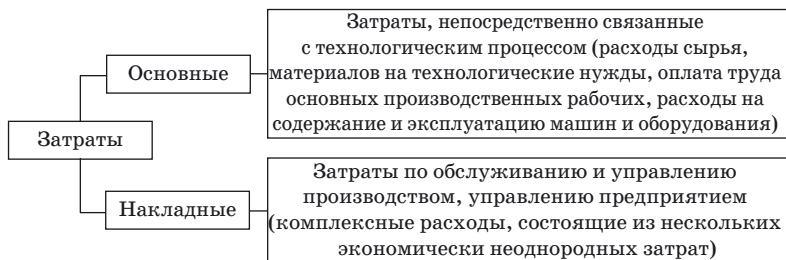 Затраты, непосредственно связанные
с технологическим процессом (расходы сырья,
материалов на технологические нужды, оплата труда
основных производственных рабочих, расходы на
содержание и эксплуатацию машин и оборудования)
Основные
Затраты
Накладные
Затраты по обслуживанию и управлению
производством, управлению предприятием
(комплексные расходы, состоящие из нескольких
экономически неоднородных затрат)